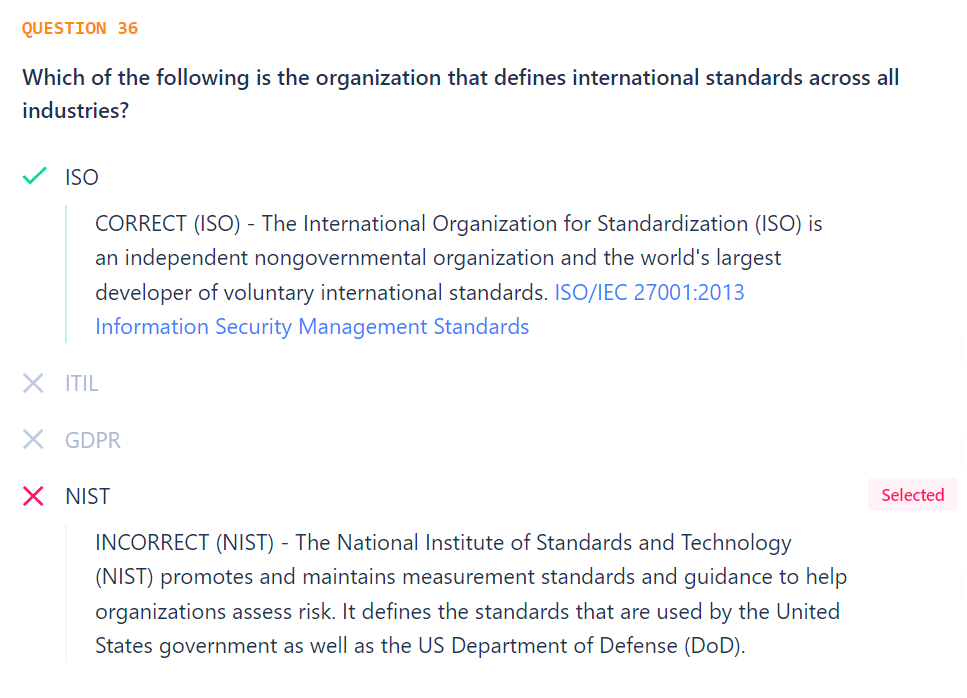 QUESTION 36
Which of the following is the organization that defines international standards across all
industries?
ISO
CORRECT (ISO) - The International Organization for Standardization (ISO) is
an independent nongovernmental organization and the world's largest
developer of voluntary international standards. ISO/IEC 27001:2013
Information Security Management Standards
ITIL
GDPR
NIST
Selected
INCORRECT (NIST) - The National Institute of Standards and Technology
(NIST) promotes and maintains measurement standards and guidance to help
organizations assess risk. It defines the standards that are used by the United
States government as well as the US Department of Defense (DoD).